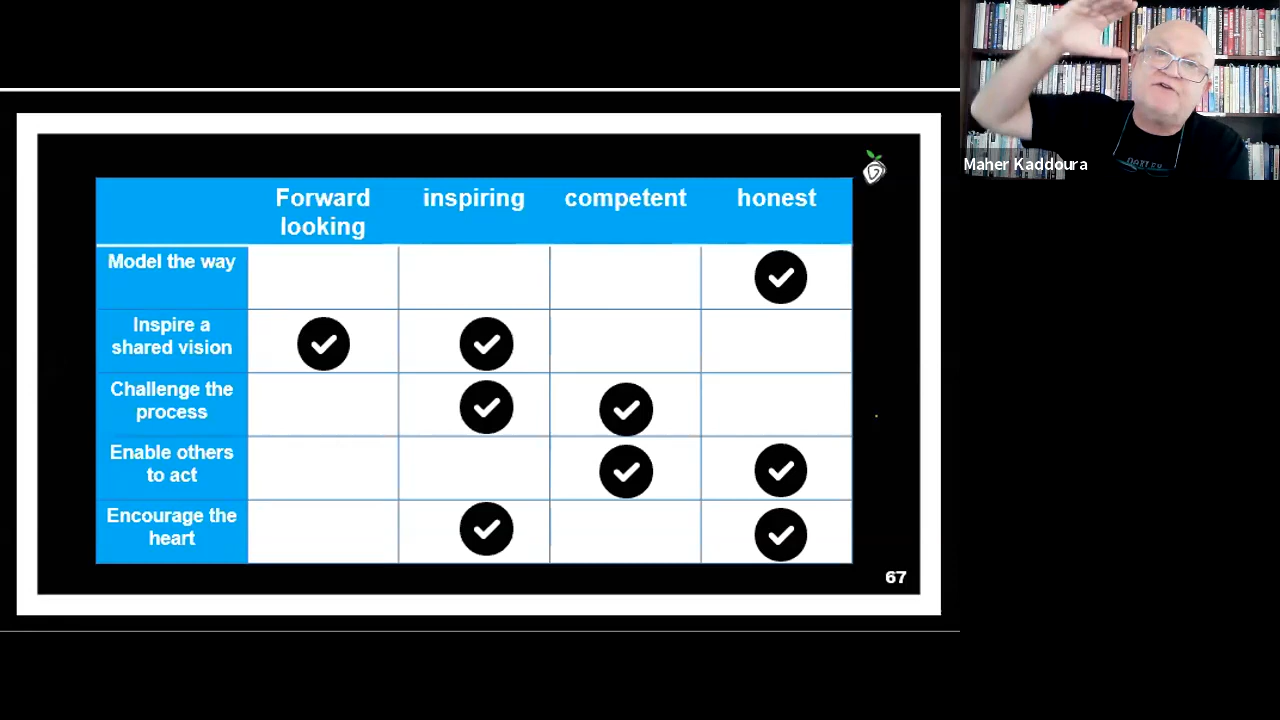 Forward
looking
inspiring
competent
honest
Model the way
Inspire a
shared vision
Challenge the
process
Enable others
to act
Encourage the
heart
67
Maher Kaddoura